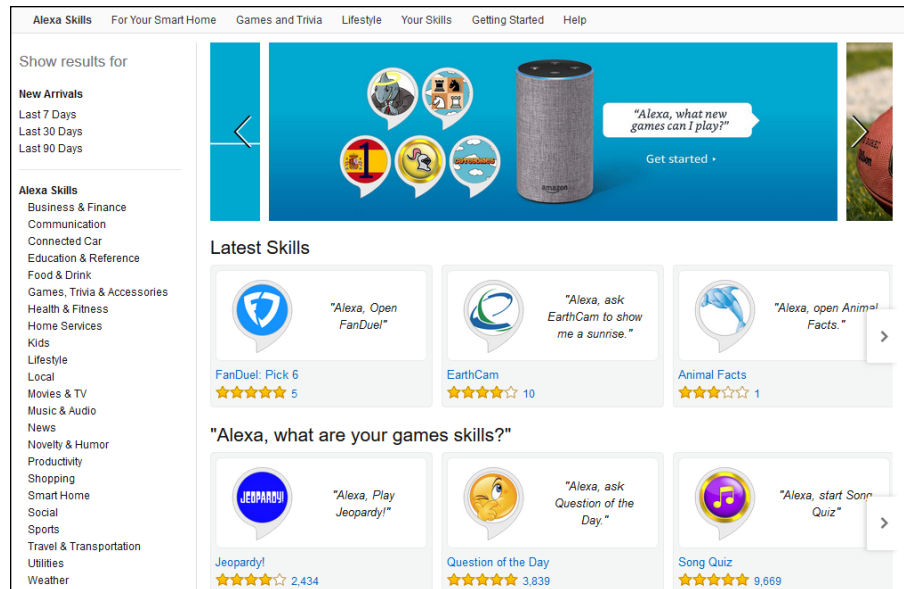 Alexa Skills For Your Smart Home Games and Trivia Lifestyle Your Skills Getting Started Help
Show results for
New Arrivals
Last 7 Days
Last 30 Days
Last 90 Days
Alexa Skills
Business & Finance
Communication
Connected Car
Education & Reference
Food & Drink
Games, Trivia & Accessories
Health & Fitness
Home Services
Kids
Lifestyle
Local
Movies & TV
Music & Audio
News
Novelty & Humor
Productivity
Shopping
Smart Home
Social
Sports
Travel & Transportation
Utilities
Weather
1
"Alexa, what new
games can I play?"
Get started
amazon
Latest Skills
"Alexa, Open
FanDuel"
FanDuel: Pick 6
5
"Alexa, ask
EarthCam to show
me a sunrise."
EarthCam
10
"Alexa, open Animal
Facts."
Animal Facts
1
"Alexa, what are your games skills?"
JEOPARDY!
"Alexa, Play
Jeopardy!"
Jeopardy!
2,434
"Alexa, ask
Question of the
Day."
Question of the Day
3,839
"Alexa, start Song
Quiz"
Song Quiz
9,669